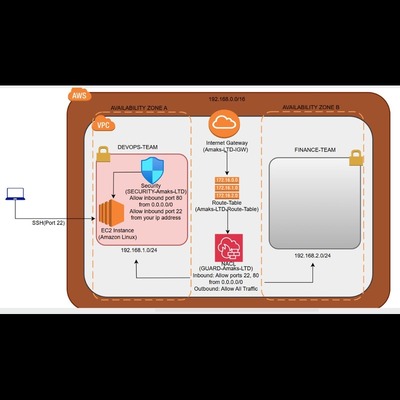 AWS
192.168.0.0/16
AVAILABILITY ZONE A
AVAILABILITY ZONE B
VPC
Internet Gateway
(Amaks-LTD-IGW)
DEVOPS-TEAM
FINANCE-TEAM
Security
(SECURITY-Amaks-LTD)
Allow Inbound port 80
from 0.0.0.0/0
Allow Inbound port 22
from your ip address
172.16.0.0
172.16.1.0
172.16.2.0
Route-Table
(Amaks-LTD-Route-Table)
SSH(Port 22)
EC2 Instance
(Amazon Linux)
192.168.1.0/24
192.168.2.0/24
NACL
(GUARD-Amaks-LTD)
Inbound: Allow ports 22, 80
from 0.0.0.0/0
Outbound: Allow All Traffic